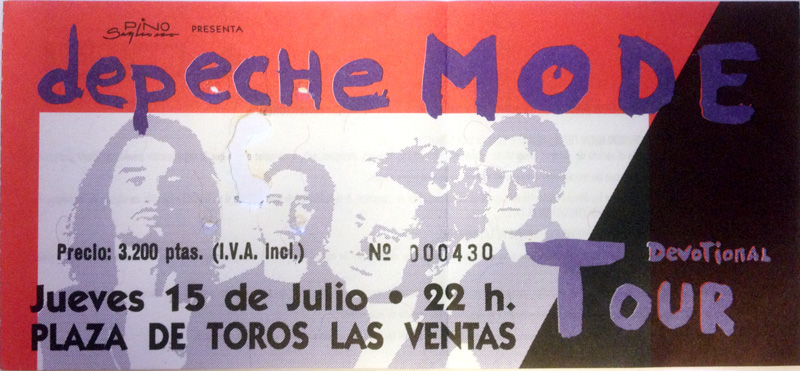 PINO
Sagliocco PRESENTA
depeche MODE
Precio: 3.200 ptas. (I.V.A. Incl.) Nº 000430
Jueves 15 de Julio • 22 h.
PLAZA DE TOROS LAS VENTAS
Devotional
TOUR